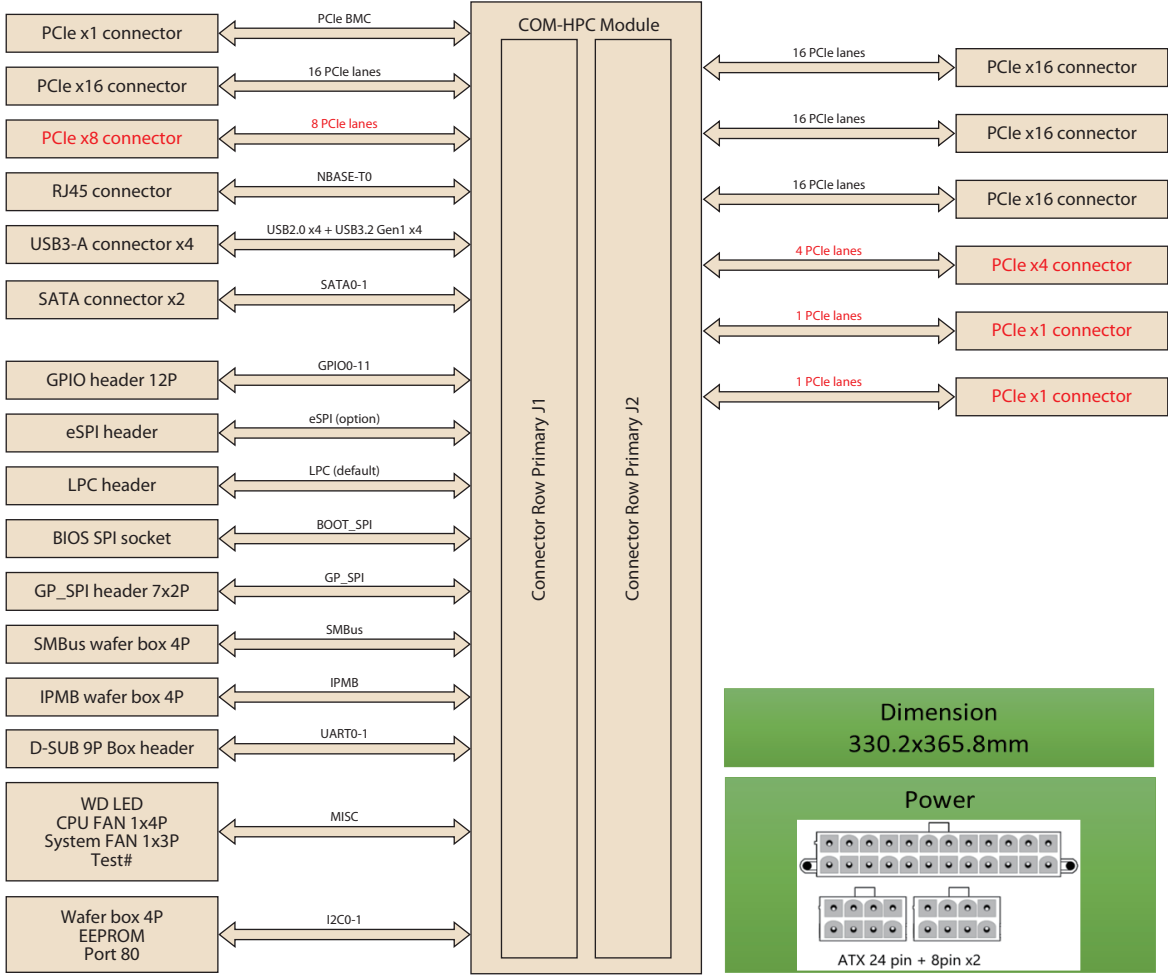 COM-HPC Module
Connector Row Primary J1
Connector Row Primary J2
PCIe x1 connector
PCIe BMC
PCIe x16 connector
16 PCIe lanes
PCIe x8 connector
8 PCIe lanes
RJ45 connector
NBASE-T0
USB3-A connector x4
USB2.0 x4 + USB3.2 Gen1 x4
SATA connector x2
SATA0-1
GPIO header 12P
GPIO0-11
eSPI header
eSPI (option)
LPC header
LPC (default)
BIOS SPI socket
BOOT_SPI
GP_SPI header 7x2P
GP_SPI
SMBus wafer box 4P
SMBus
IPMB wafer box 4P
IPMB
D-SUB 9P Box header
UART0-1
WD LED
CPU FAN 1x4P
System FAN 1x3P
Test#
MISC
Wafer box 4P
EEPROM
Port 80
I2C0-1
16 PCIe lanes
PCIe x16 connector
16 PCIe lanes
PCIe x16 connector
16 PCIe lanes
PCIe x16 connector
4 PCIe lanes
PCIe x4 connector
1 PCIe lanes
PCIe x1 connector
1 PCIe lanes
PCIe x1 connector
Dimension
330.2x365.8mm
Power
ATX 24 pin + 8pin x2